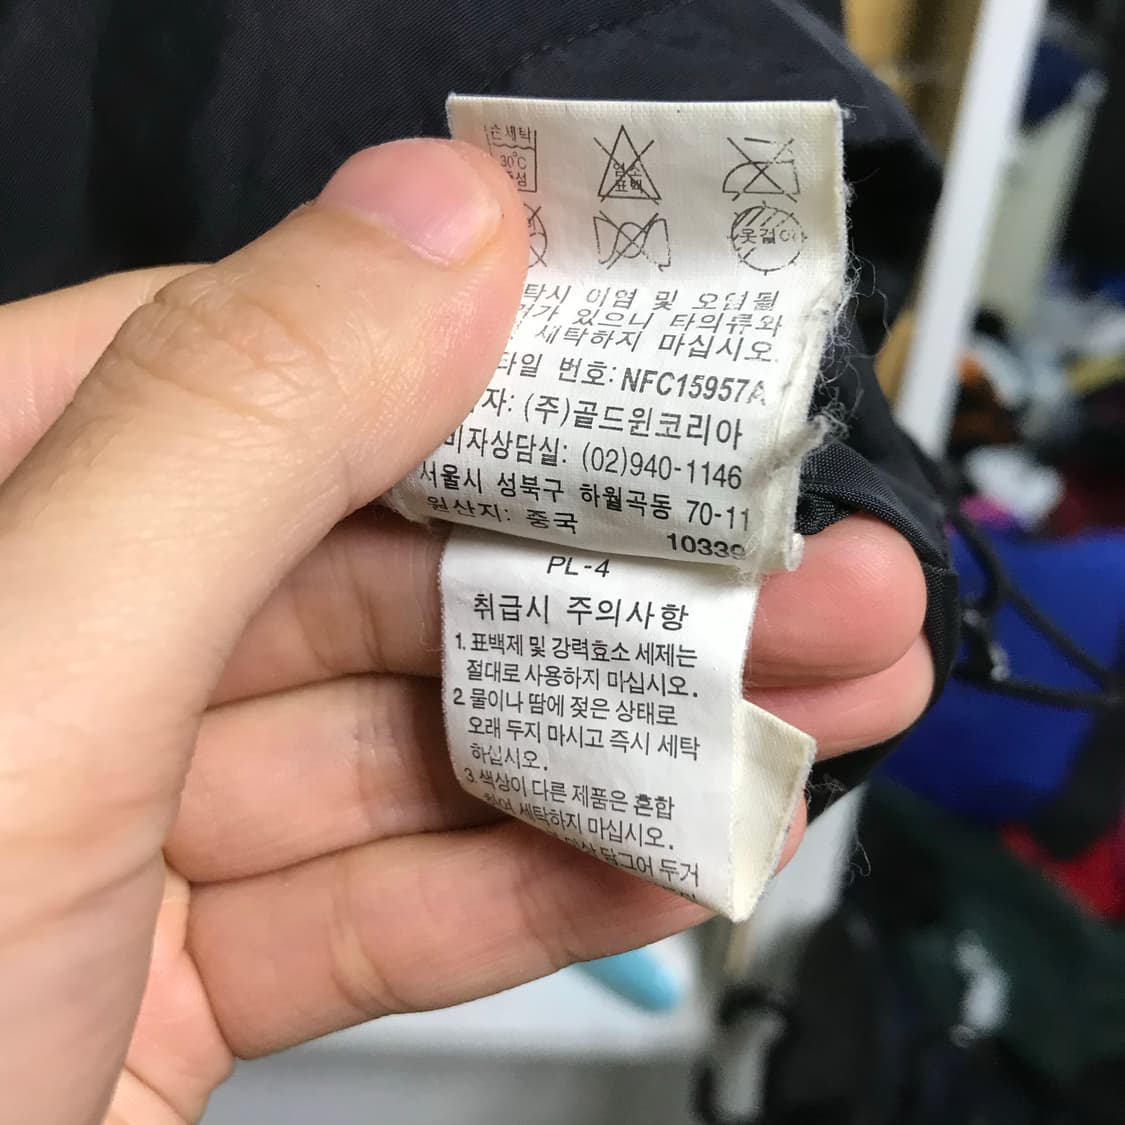 손세탁
30°C
염소
표백
옷걸이
탁시 이염 및 오염될
있으니 타의류와
세탁하지 마십시오.
타일 번호: NFC15957A
자: (주)골드윈코리아
비자상담실: (02)940-1146
서울시 성북구 하월곡동 70-11
원산지: 중국
10339
PL-4
취급시 주의사항
1. 표백제 및 강력효소 세제는
절대로 사용하지 마십시오.
2 물이나 땀에 젖은 상태로
오래 두지 마시고 즉시 세탁
하십시오.
3. 색상이 다른 제품은 혼합
하여 세탁하지 마십시오.
이상 담그어 두거